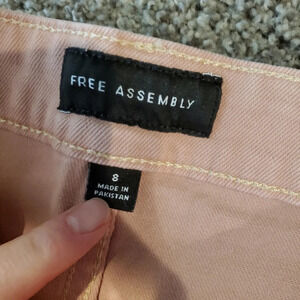 FREE ASSEMBLY
8
MADE IN
PAKISTAN